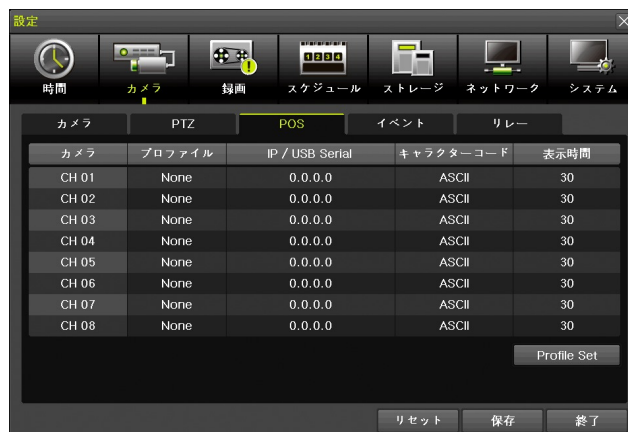 設定
1 2 3 4
時間 カメラ 録画 スケジュール ストレージ ネットワーク システム
カメラ PTZ POS イベント リレー
カメラ プロファイル IP / USB Serial キャラクターコード 表示時間
CH 01 None 0.0.0.0 ASCII 30
CH 02 None 0.0.0.0 ASCII 30
CH 03 None 0.0.0.0 ASCII 30
CH 04 None 0.0.0.0 ASCII 30
CH 05 None 0.0.0.0 ASCII 30
CH 06 None 0.0.0.0 ASCII 30
CH 07 None 0.0.0.0 ASCII 30
CH 08 None 0.0.0.0 ASCII 30
Profile Set
リセット 保存 終了